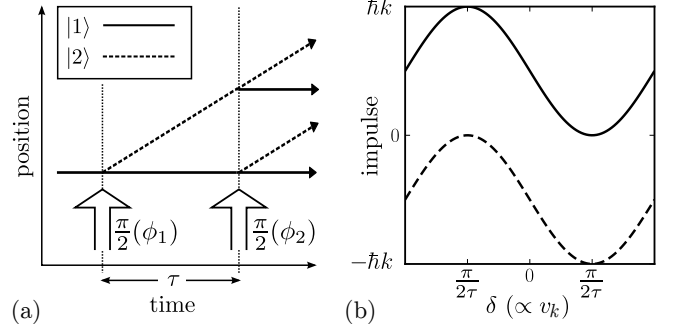 |1⟩
|2⟩
position
π/2(ϕ₁)
π/2(ϕ₂)
τ
time
(a)
ħk
0
−ħk
impulse
π/2τ
0
π/2τ
δ (∝ vₖ)
(b)